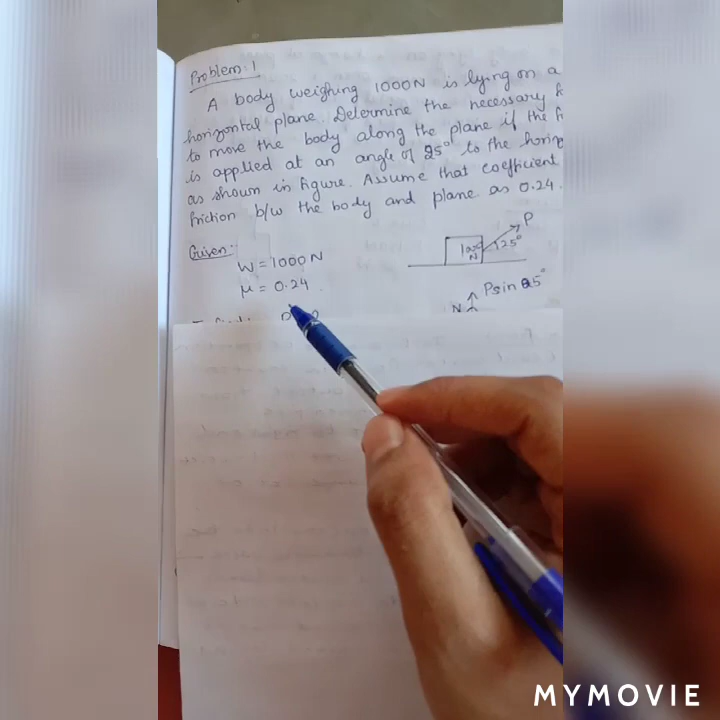 Problem-1
A body weighing 1000N is lying on a
horizontal plane. Determine the necessary
to move the body along the plane if the
is applied at an angle of 25° to the
as shown in figure. Assume that coefficient
friction b/w the body and plane as 0.24.
Given:-
W = 1000 N
μ = 0.24
P
1000 N
25°
P sin 25°
N
MYMOVIE